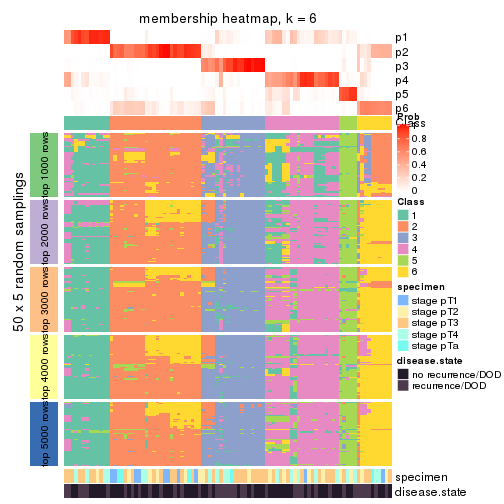 membership heatmap, k = 6
p1
p2
p3
p4
p5
p6
Prob
Class
0.8
0.6
0.4
0.2
0
Class
1
2
3
4
5
6
specimen
stage pT1
stage pT2
stage pT3
stage pT4
stage pTa
disease.state
no recurrence/DOD
recurrence/DOD
50 x 5 random samplings
top 1000 rows
top 2000 rows
top 3000 rows
top 4000 rows
top 5000 rows
specimen
disease.state